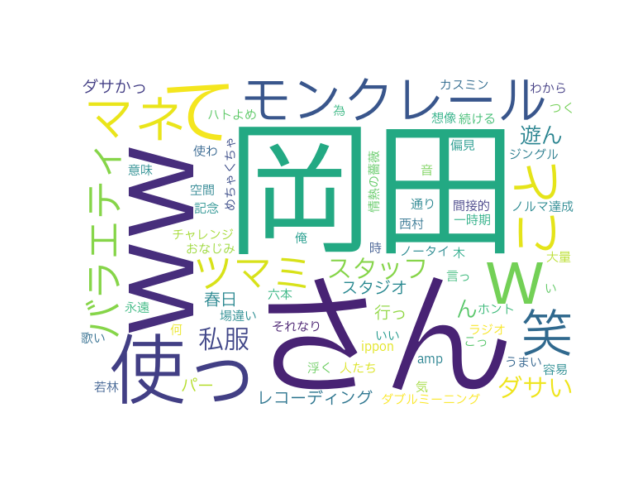 ダサかっ
マネ
て
モンクレール
カスミン
わから
ハトよめ
為
想像
続ける
つく
遊ん
バラエティ
www
使わ
めちゃくちゃ
岡田
情熱の薔薇
音
偏見
ジングル
意味
空間
記念
俺
通り
間接的
ノルマ達成
西村
一時期
チャレンジ
おなじみ
時
ノータイ
木
大量
ツマミ
スタッフ
言っ
w
い
永遠
春日
六本
スタジオ
さん
場違い
行っ
ん
ホント
ラジオ
笑
歌い
何
使っ
私服
それなり
いい
ippon
amp
こっ
うまい
容易
若林
パー
浮く
人たち
気
ダサい
レコーディング
ダブルミーニング